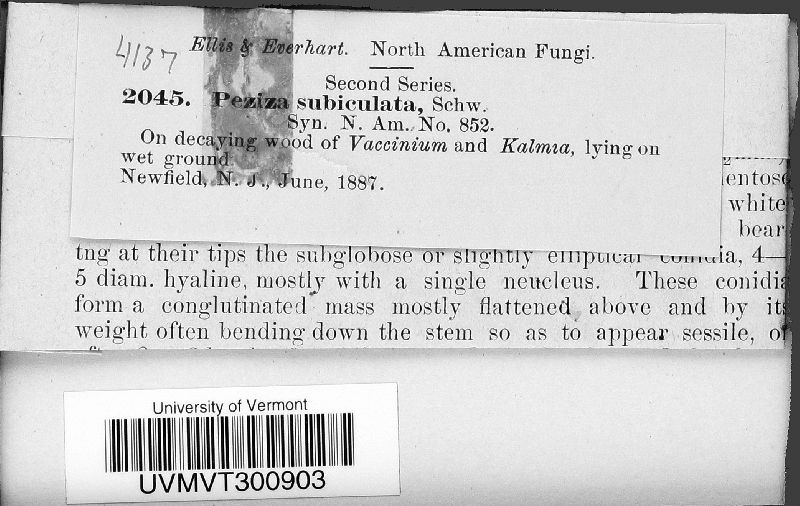 4137
Ellis & Everhart. North American Fungi.
Second Series.
2045. Peziza subiculata, Schw.
Syn. N. Am., No. 852.
On decaying wood of Vaccinium and Kalmia, lying on
wet ground
Newfield, N. J., June, 1887.
entose
white
bear
tng at their tips the subglobose or slightly elliptical conidia, 4—
5 diam. hyaline, mostly with a single neucleus. These conidia
form a conglutinated mass mostly flattened above and by its
weight often bending down the stem so as to appear sessile, or
University of Vermont
UVMVT300903